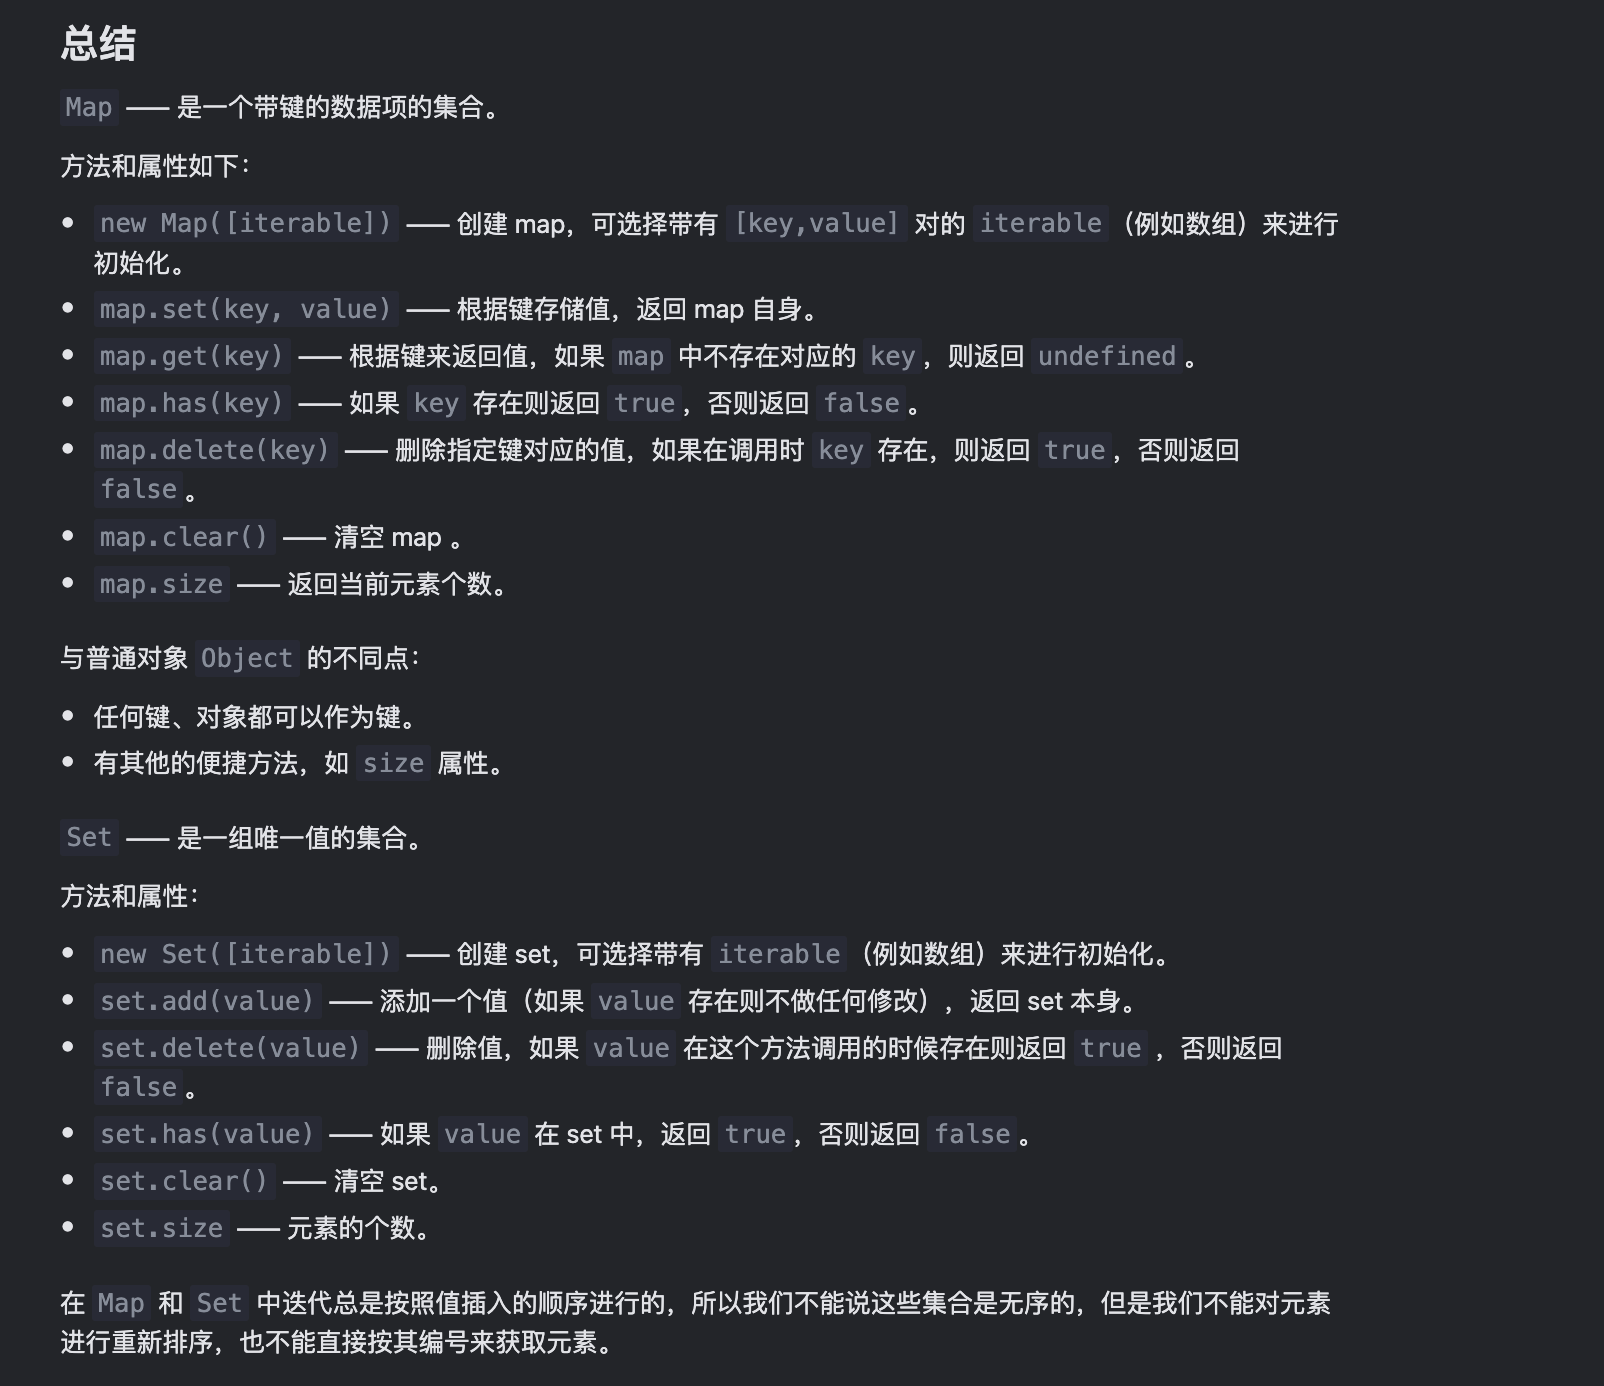 总结
Map —— 是一个带键的数据项的集合。
方法和属性如下：
• new Map([iterable]) —— 创建 map，可选择带有 [key,value] 对的 iterable（例如数组）来进行
初始化。
• map.set(key, value) —— 根据键存储值，返回 map 自身。
• map.get(key) —— 根据键来返回值，如果 map 中不存在对应的 key，则返回 undefined。
• map.has(key) —— 如果 key 存在则返回 true，否则返回 false。
• map.delete(key) —— 删除指定键对应的值，如果在调用时 key 存在，则返回 true，否则返回
false。
• map.clear() —— 清空 map 。
• map.size —— 返回当前元素个数。
与普通对象 Object 的不同点：
• 任何键、对象都可以作为键。
• 有其他的便捷方法，如 size 属性。
Set —— 是一组唯一值的集合。
方法和属性：
• new Set([iterable]) —— 创建 set，可选择带有 iterable（例如数组）来进行初始化。
• set.add(value) —— 添加一个值（如果 value 存在则不做任何修改），返回 set 本身。
• set.delete(value) —— 删除值，如果 value 在这个方法调用的时候存在则返回 true ，否则返回
false。
• set.has(value) —— 如果 value 在 set 中，返回 true，否则返回 false。
• set.clear() —— 清空 set。
• set.size —— 元素的个数。
在 Map 和 Set 中迭代总是按照值插入的顺序进行的，所以我们不能说这些集合是无序的，但是我们不能对元素
进行重新排序，也不能直接按其编号来获取元素。